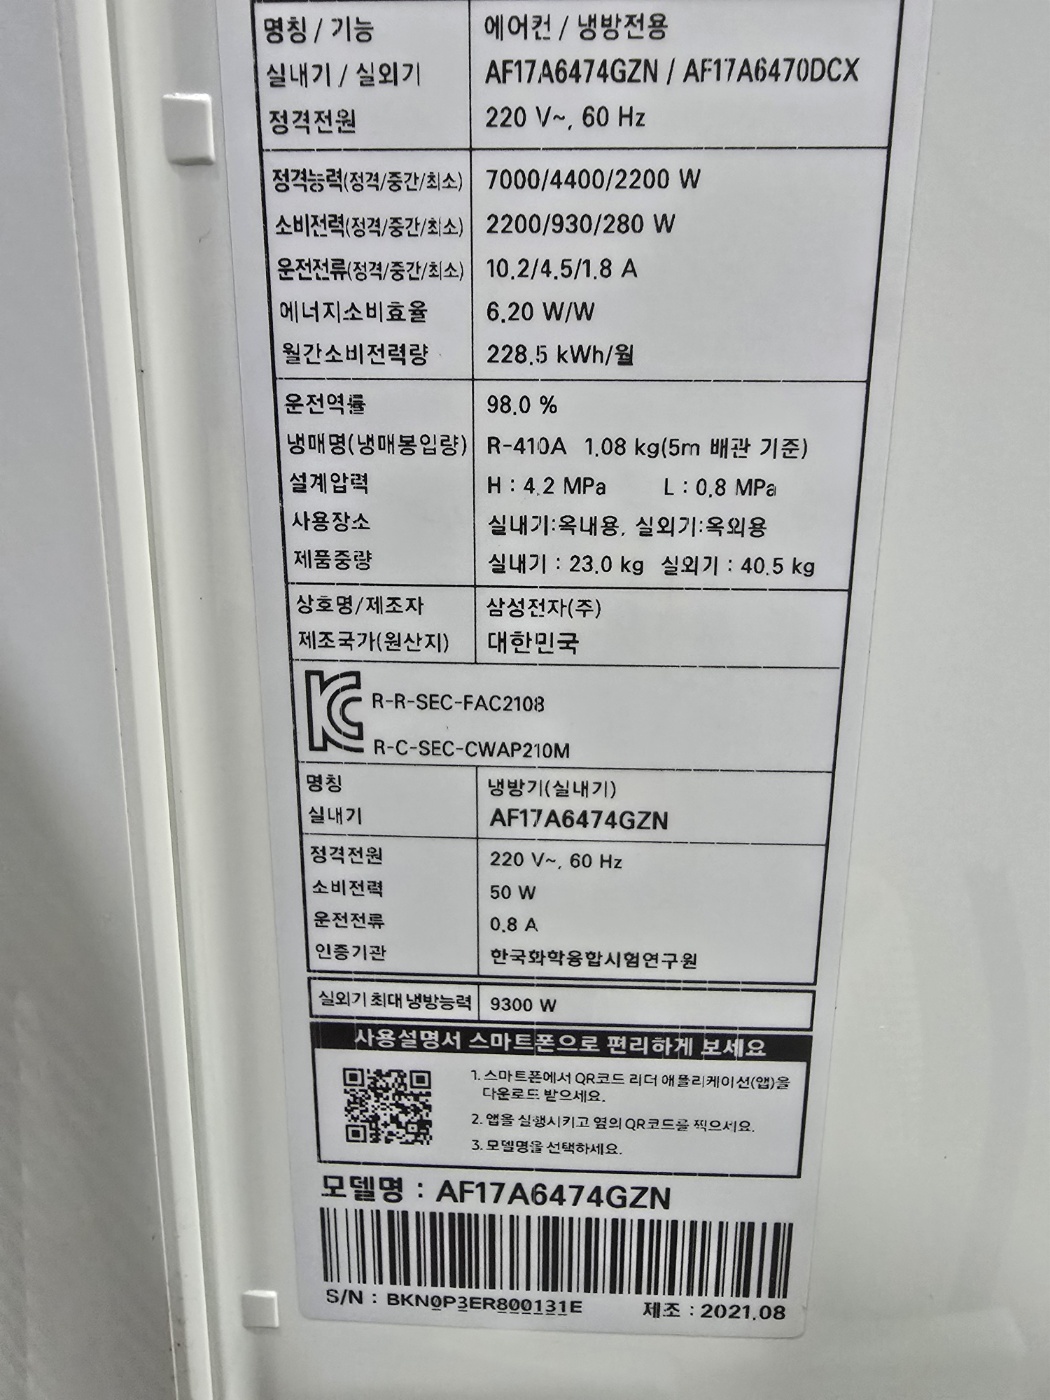 명칭 / 기능 에어컨 / 냉방전용
실내기 / 실외기 AF17A6474GZN / AF17A6470DCX
정격전원 220 V~, 60 Hz
정격능력(정격/중간/최소) 7000/4400/2200 W
소비전력(정격/중간/최소) 2200/930/280 W
운전전류(정격/중간/최소) 10.2/4.5/1.8 A
에너지소비효율 6.20 W/W
월간소비전력량 228.5 kWh/월
운전역률 98.0 %
냉매명(냉매봉입량) R-410A 1.08 kg(5m 배관 기준)
설계압력 H : 4.2 MPa L : 0.8 MPa
사용장소 실내기:옥내용, 실외기:옥외용
제품중량 실내기 : 23.0 kg 실외기 : 40.5 kg
상호명/제조자 삼성전자(주)
제조국가(원산지) 대한민국
R-R-SEC-FAC2108
R-C-SEC-CWAP210M
명칭 냉방기(실내기)
실내기 AF17A6474GZN
정격전원 220 V~, 60 Hz
소비전력 50 W
운전전류 0.8 A
인증기관 한국화학융합시험연구원
실외기 최대 냉방능력 9300 W
사용설명서 스마트폰으로 편리하게 보세요
1. 스마트폰에서 QR코드 리더 애플리케이션(앱)을
다운로드 받으세요.
2. 앱을 실행시키고 옆의 QR코드를 찍으세요.
3. 모델명을 선택하세요.
모델명 : AF17A6474GZN
S/N : BKN0P3ER800131E 제조 : 2021.08